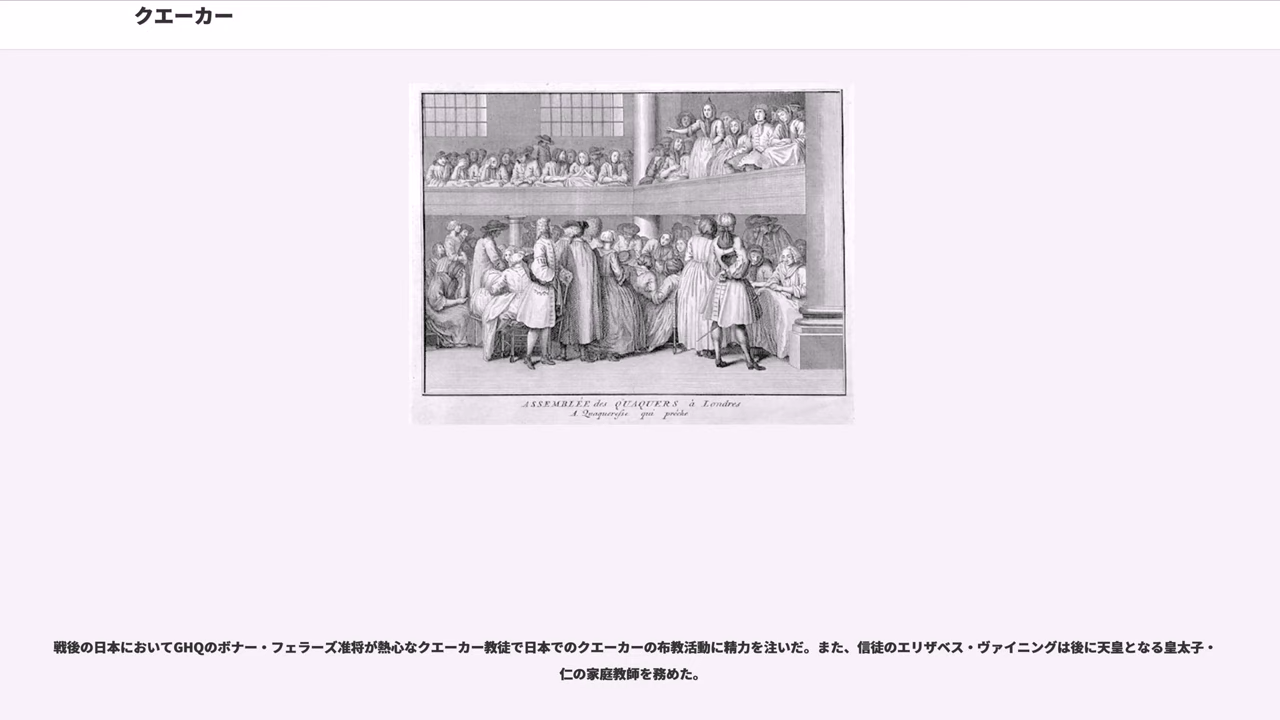 クエーカー
ASSEMBLÉE des QUAQUERS à Londres
A. Quaqueresse qui prêche
戦後の日本においてGHQのボナー・フェラーズ准将が熱心なクエーカー教徒で日本でのクエーカーの布教活動に精力を注いだ。また、信徒のエリザベス・ヴァイニングは後に天皇となる皇太子・
仁の家庭教師を務めた。